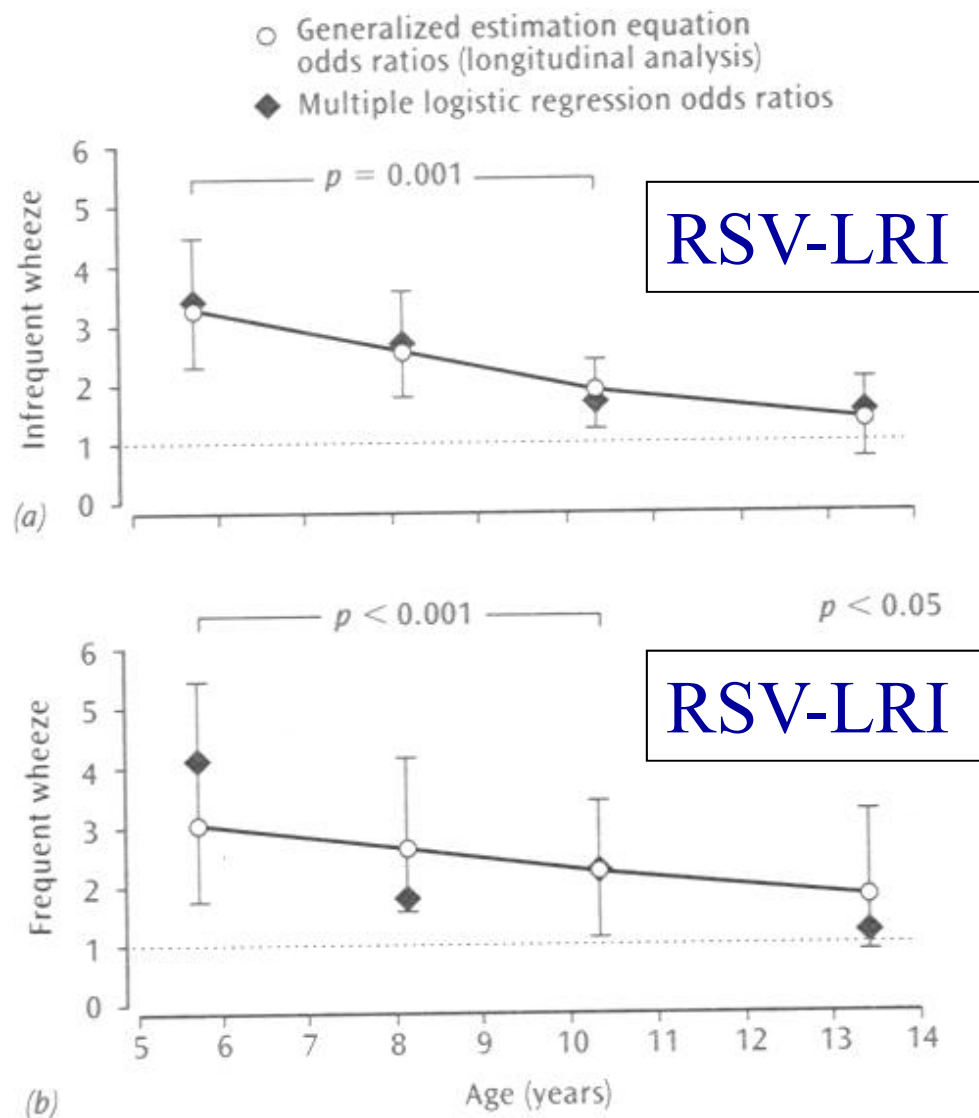 Generalized estimation equation
odds ratios (longitudinal analysis)
Multiple logistic regression odds ratios
6
5
4
3
2
1
0
Infrequent wheeze
p = 0.001
RSV-LRI
(a)
p < 0.001
p < 0.05
6
5
4
3
2
1
0
Frequent wheeze
RSV-LRI
5 6 7 8 9 10 11 12 13 14
Age (years)
(b)